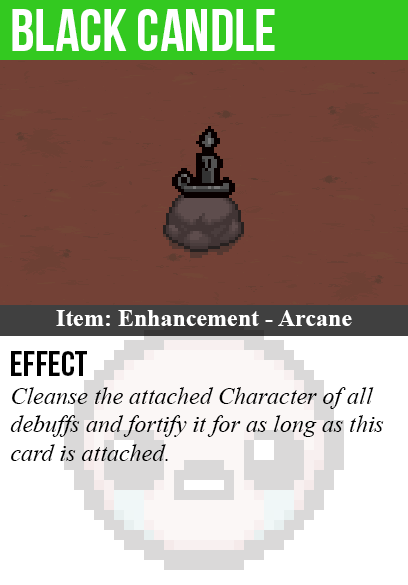 BLACK CANDLE
Item: Enhancement - Arcane
EFFECT
Cleanse the attached Character of all
debuffs and fortify it for as long as this
card is attached.